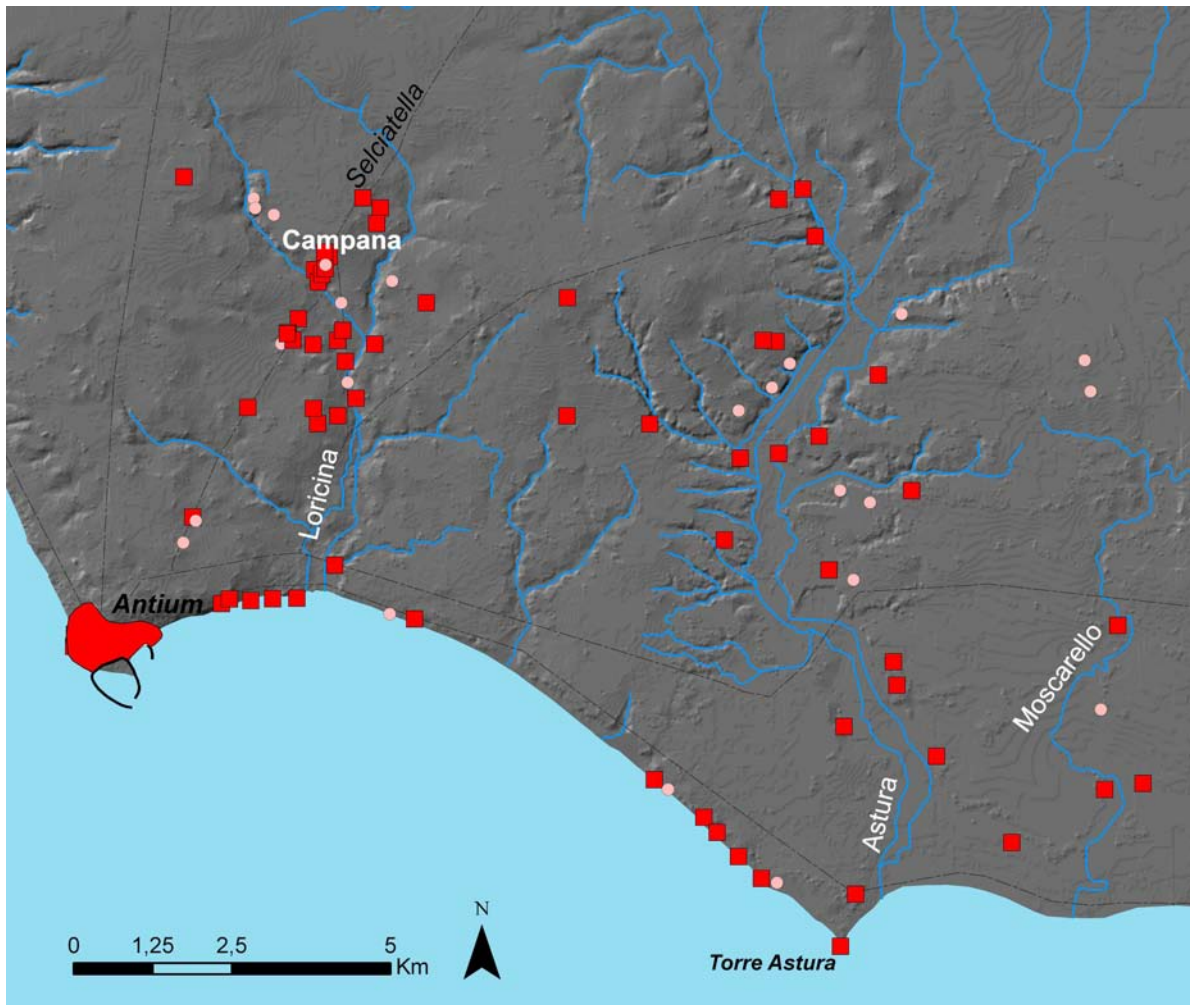 Selciatella
Campana
Loricina
Antium
Moscarello
Astura
N
0 1,25 2,5 5
Km
Torre Astura